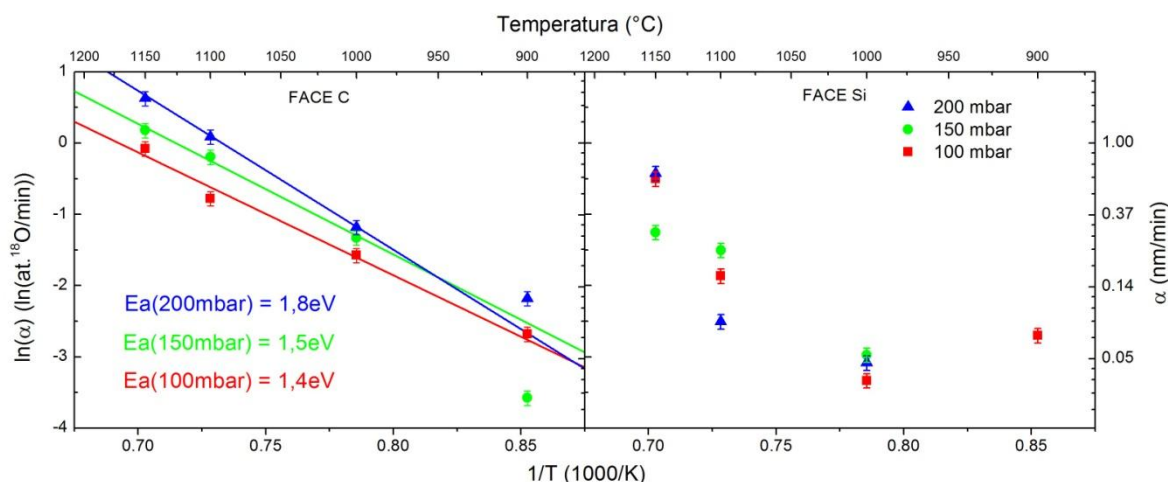 Temperatura (°C)
1200 1150 1100 1050 1000 950 900 1200 1150 1100 1050 1000 950 900
FACE C
FACE Si
200 mbar
150 mbar
100 mbar
1
0
-1
-2
-3
-4
ln(α) (ln(at.¹⁸O/min))
Ea(200mbar) = 1,8eV
Ea(150mbar) = 1,5eV
Ea(100mbar) = 1,4eV
1.00
0.37
0.14
0.05
α (nm/min)
0.70 0.75 0.80 0.85 0.70 0.75 0.80 0.85
1/T (1000/K)